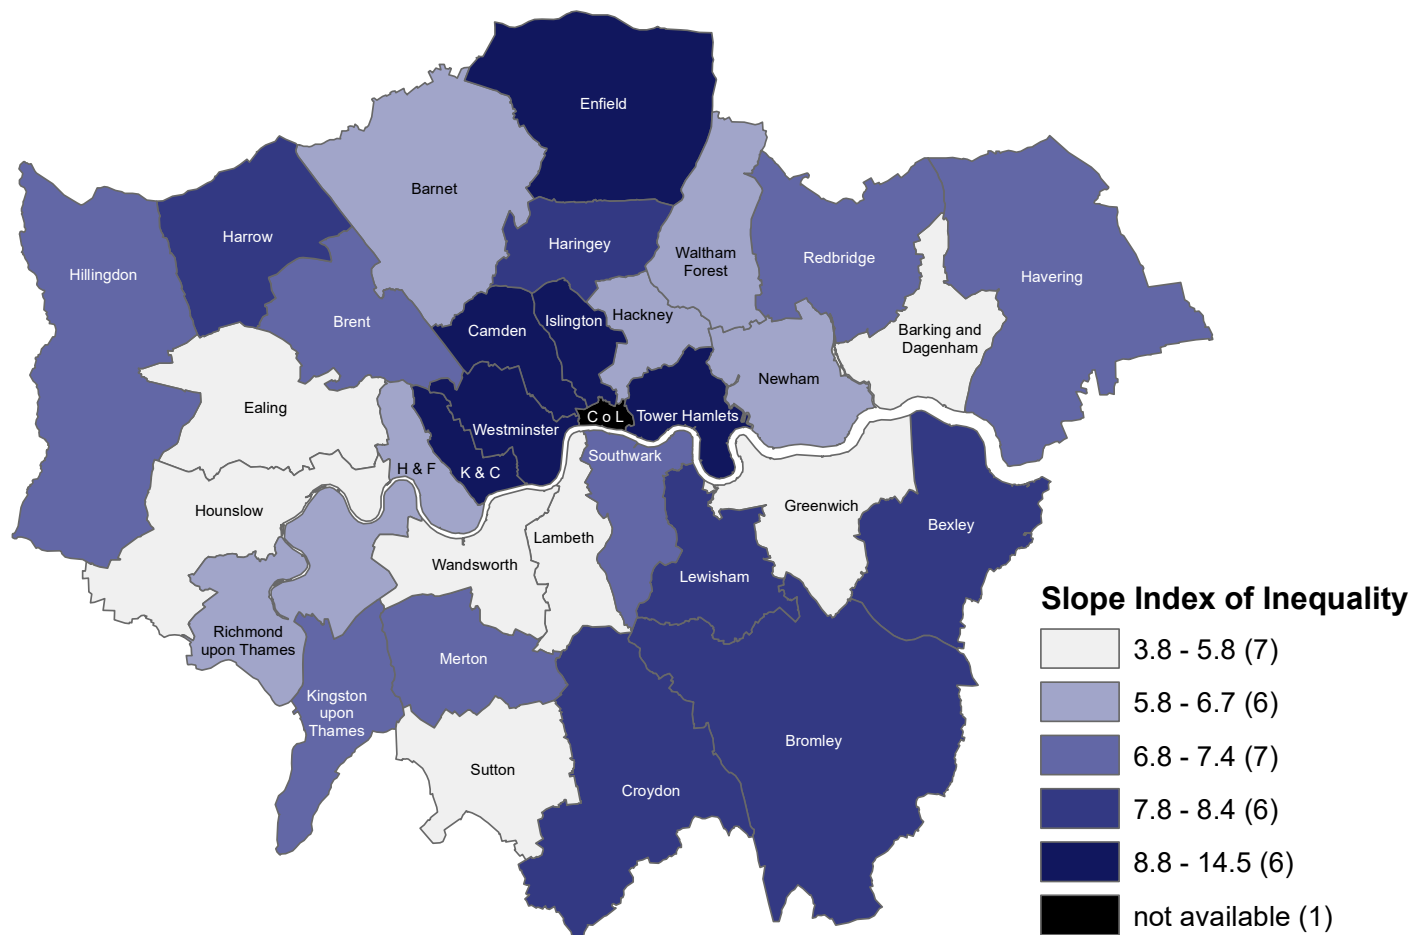 Enfield
Barnet
Harrow
Haringey
Waltham
Forest
Redbridge
Hillingdon
Havering
Brent
Camden
Islington
Hackney
Barking and
Dagenham
Newham
Ealing
Westminster
C o L
Tower Hamlets
H & F
K & C
Southwark
Hounslow
Greenwich
Bexley
Lambeth
Wandsworth
Lewisham
Richmond
upon Thames
Merton
Kingston
upon
Thames
Bromley
Sutton
Croydon
Slope Index of Inequality
3.8 - 5.8 (7)
5.8 - 6.7 (6)
6.8 - 7.4 (7)
7.8 - 8.4 (6)
8.8 - 14.5 (6)
not available (1)